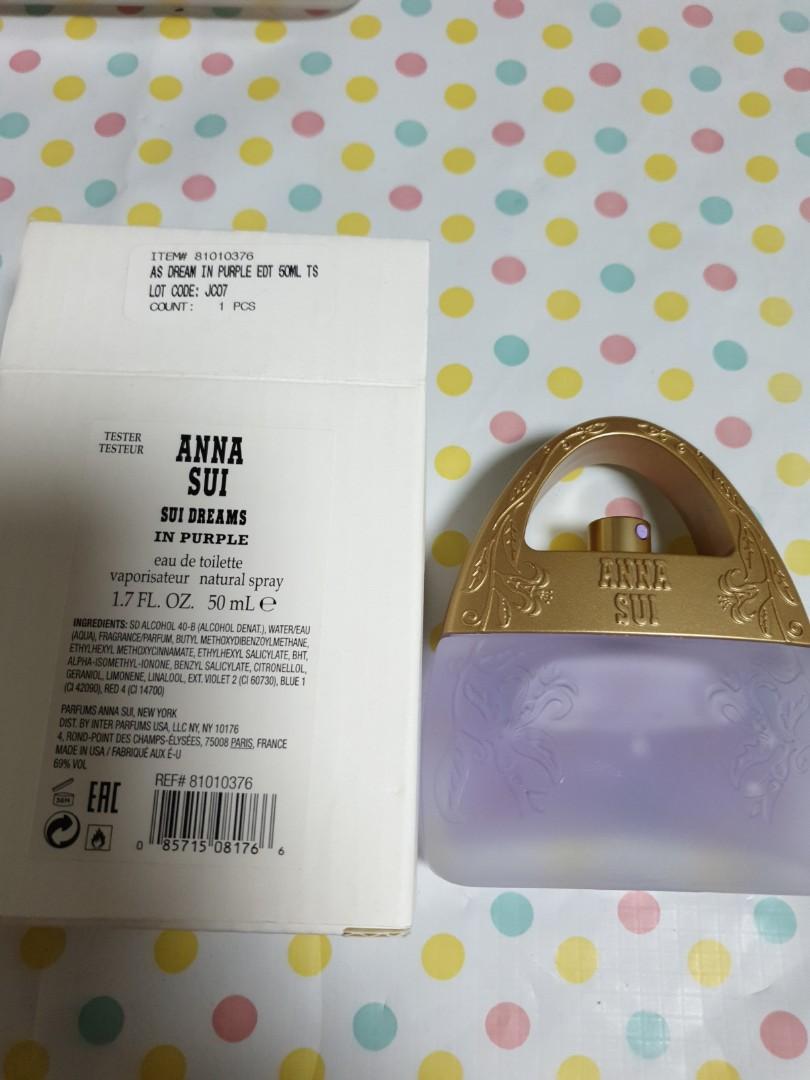 ITEM# 81010376
AS DREAM IN PURPLE EDT 50ML TS
LOT CODE: JC07
COUNT: 1 PCS
TESTER
TESTEUR
ANNA
SUI
SUI DREAMS
IN PURPLE
eau de toilette
vaporisateur natural spray
1.7 FL. OZ. 50 mL ℮
INGREDIENTS: SD ALCOHOL 40-B (ALCOHOL DENAT.), WATER/EAU
(AQUA), FRAGRANCE/PARFUM, BUTYL METHOXYDIBENZOYLMETHANE,
ETHYLHEXYL METHOXYCINNAMATE, ETHYLHEXYL SALICYLATE, BHT,
ALPHA-ISOMETHYL-IONONE, BENZYL SALICYLATE, CITRONELLOL,
GERANIOL, LIMONENE, LINALOOL, EXT. VIOLET 2 (CI 60730), BLUE 1
(CI 42090), RED 4 (CI 14700)
PARFUMS ANNA SUI, NEW YORK
DIST. BY INTER PARFUMS USA, LLC NY, NY 10176
4, ROND-POINT DES CHAMPS-ÉLYSÉES, 75008 PARIS, FRANCE
MADE IN USA / FABRIQUÉ AUX É-U
69% VOL
REF# 81010376
36M
EAC
0 85715 08176 6
ANNA
SUI